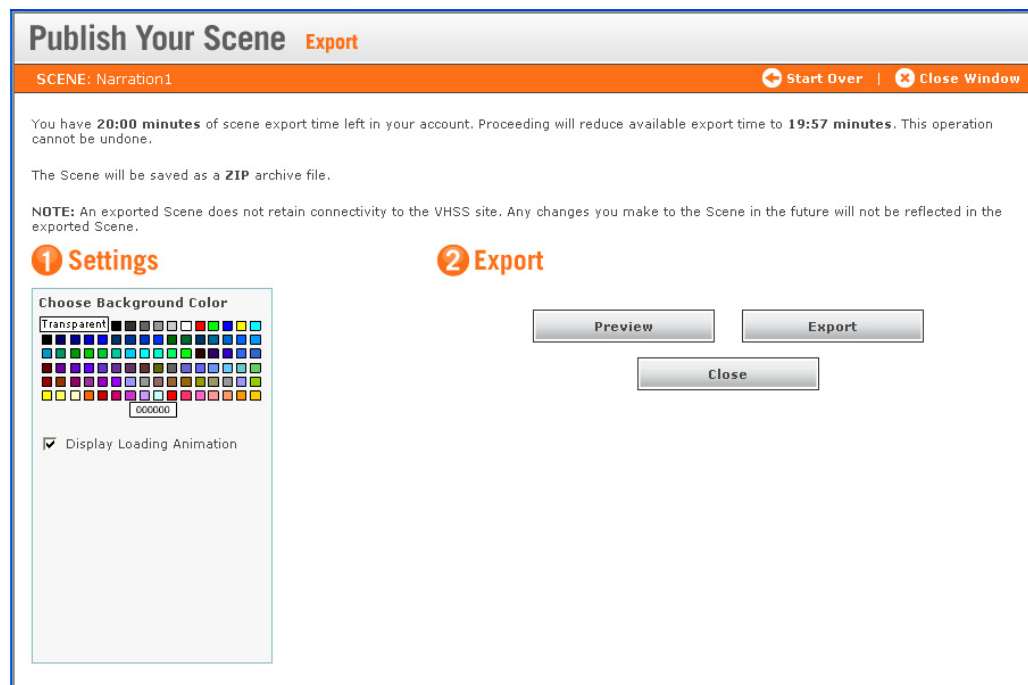 Publish Your Scene Export
SCENE: Narration1 Start Over | Close Window
You have 20:00 minutes of scene export time left in your account. Proceeding will reduce available export time to 19:57 minutes. This operation
cannot be undone.
The Scene will be saved as a ZIP archive file.
NOTE: An exported Scene does not retain connectivity to the VHSS site. Any changes you make to the Scene in the future will not be reflected in the
exported Scene.
1 Settings
2 Export
Choose Background Color
Transparent
000000
Display Loading Animation
Preview Export
Close